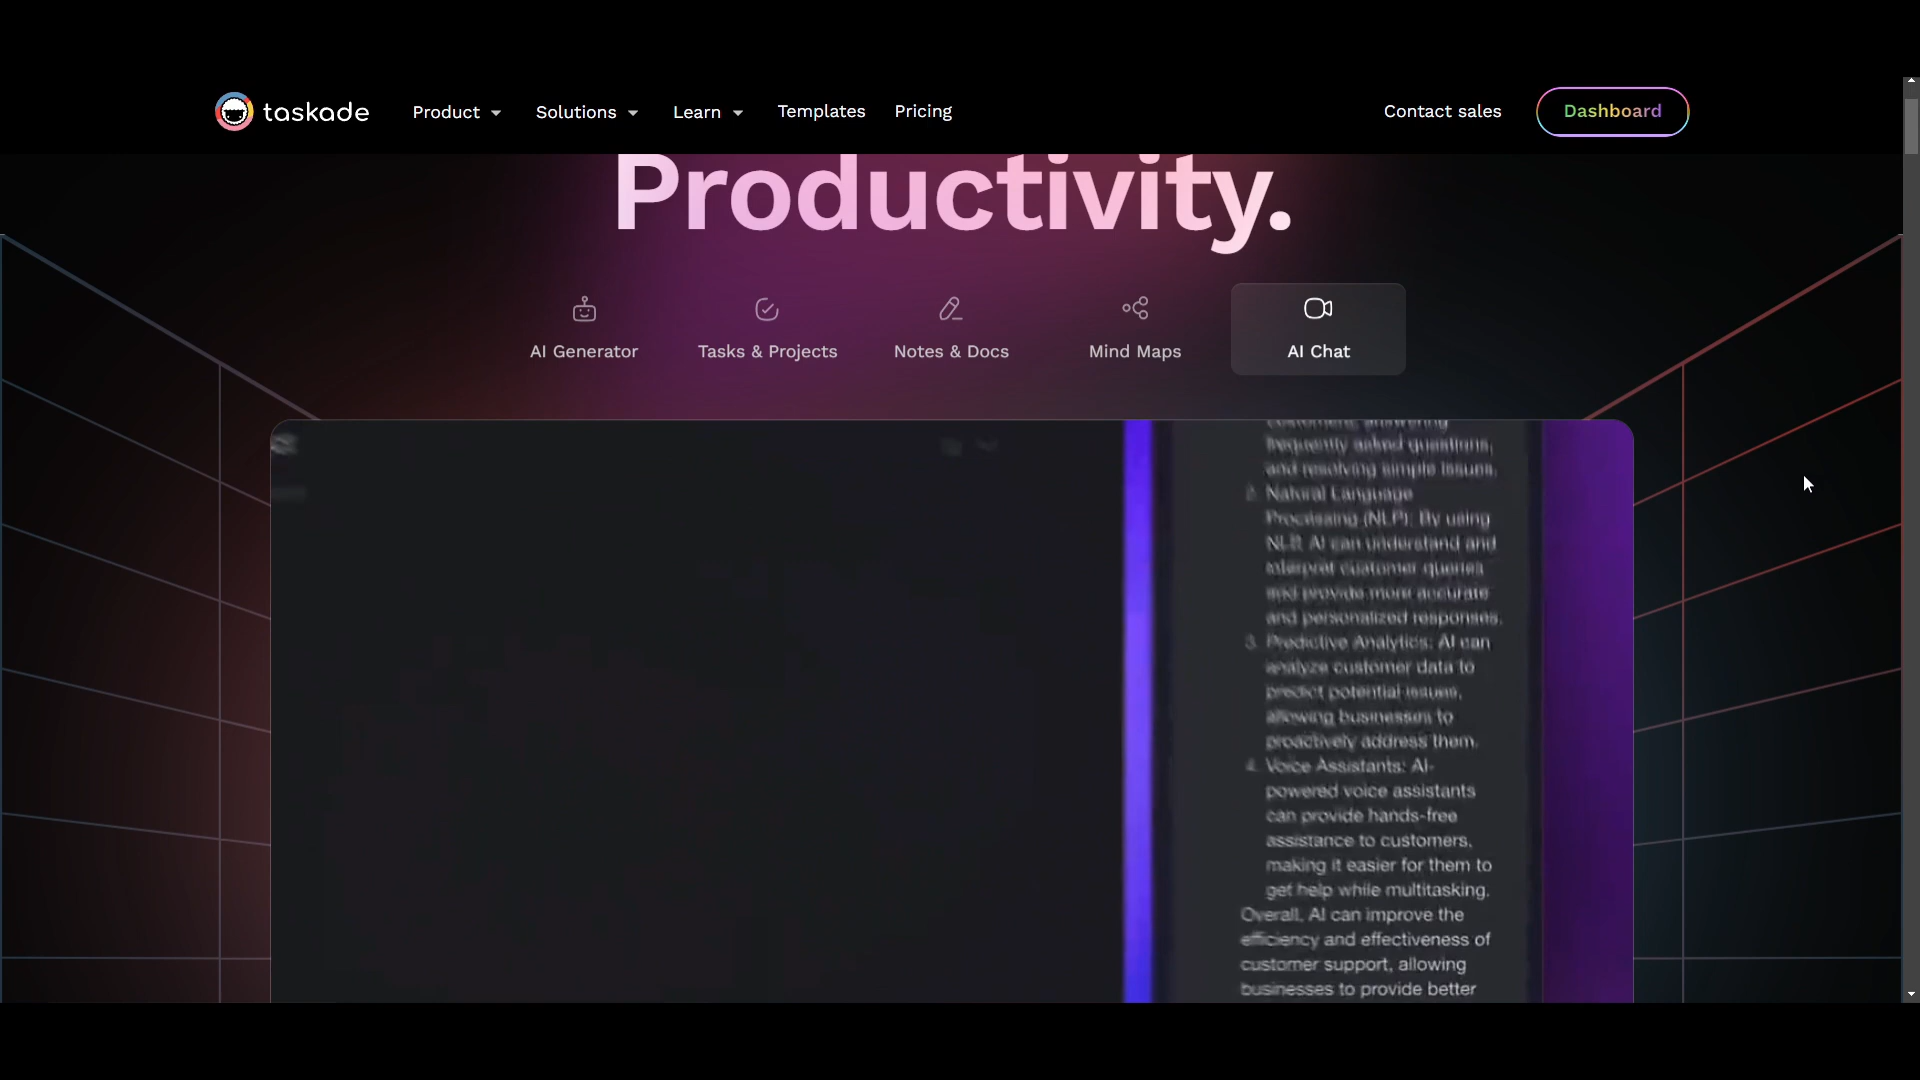 taskade
Product
Solutions
Learn
Templates
Pricing
Contact sales
Dashboard
Productivity.
AI Generator
Tasks & Projects
Notes & Docs
Mind Maps
AI Chat
customers, answering
frequently asked questions,
and resolving simple issues.
2. Natural Language
Processing (NLP): By using
NLP, AI can understand and
interpret customer queries
and provide more accurate
and personalized responses.
3. Predictive Analytics: AI can
analyze customer data to
predict potential issues,
allowing businesses to
proactively address them.
4. Voice Assistants: AI-
powered voice assistants
can provide hands-free
assistance to customers,
making it easier for them to
get help while multitasking.
Overall, AI can improve the
efficiency and effectiveness of
customer support, allowing
businesses to provide better